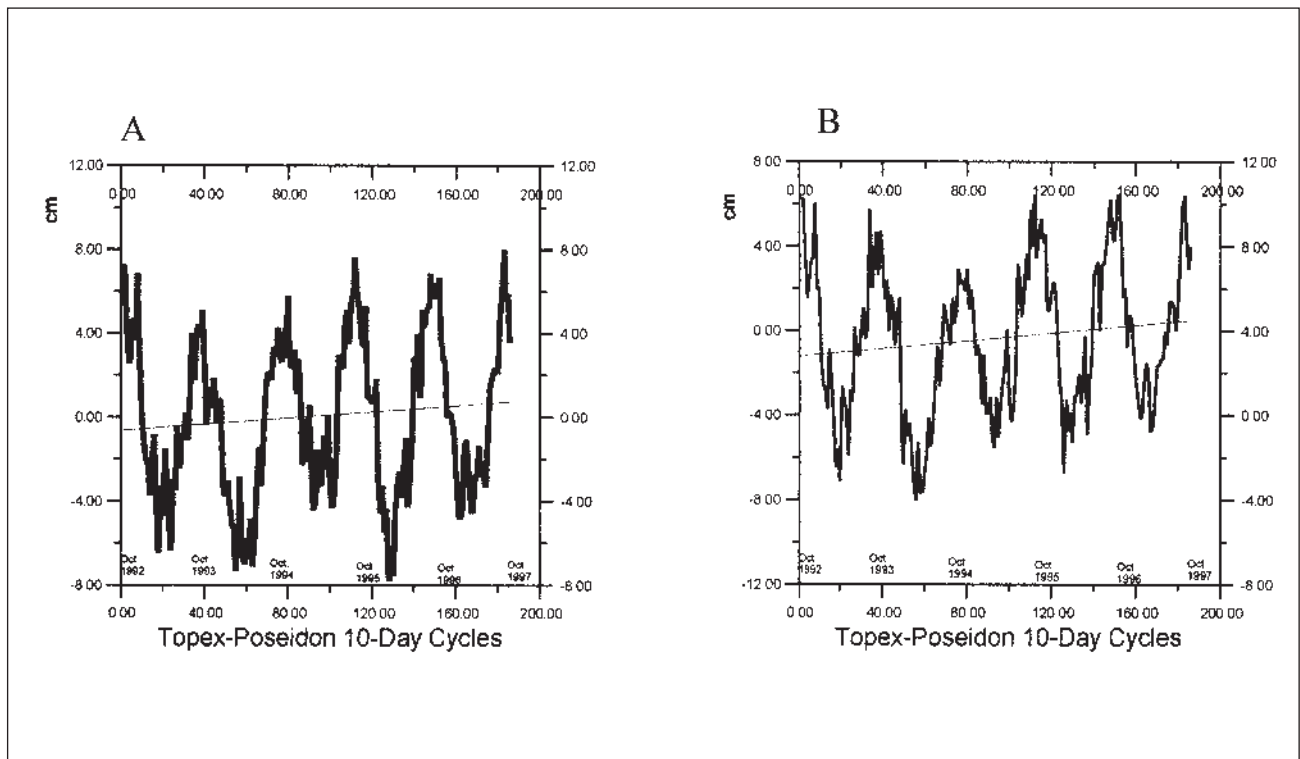 A
12.00 12.00
0.00 40.00 80.00 120.00 160.00 200.00
cm
8.00 8.00
4.00 4.00
0.00 0.00
-4.00 -4.00
Oct Oct Oct. Oct Oct Oct
1992 1993 1994 1995 1996 1997
-8.00 -8.00
0.00 40.00 80.00 120.00 160.00 200.00
Topex-Poseidon 10-Day Cycles
B
8.00 12.00
0.00 40.00 80.00 120.00 160.00 200.00
cm
4.00 8.00
0.00 4.00
-4.00 0.00
-8.00 -4.00
Oct Oct Oct Oct Oct Oct
1992 1993 1994 1995 1996 1997
-12.00 -8.00
0.00 40.00 80.00 120.00 160.00 200.00
Topex-Poseidon 10-Day Cycles